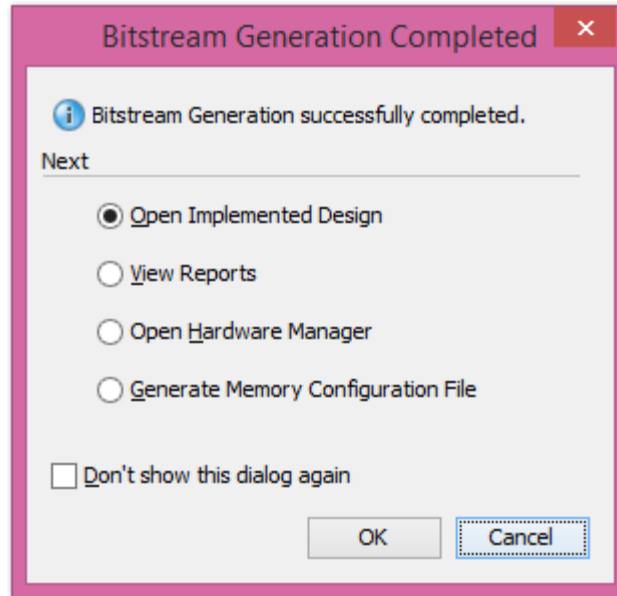 Bitstream Generation Completed
Bitstream Generation successfully completed.
Next
Open Implemented Design
View Reports
Open Hardware Manager
Generate Memory Configuration File
Don't show this dialog again
OK Cancel